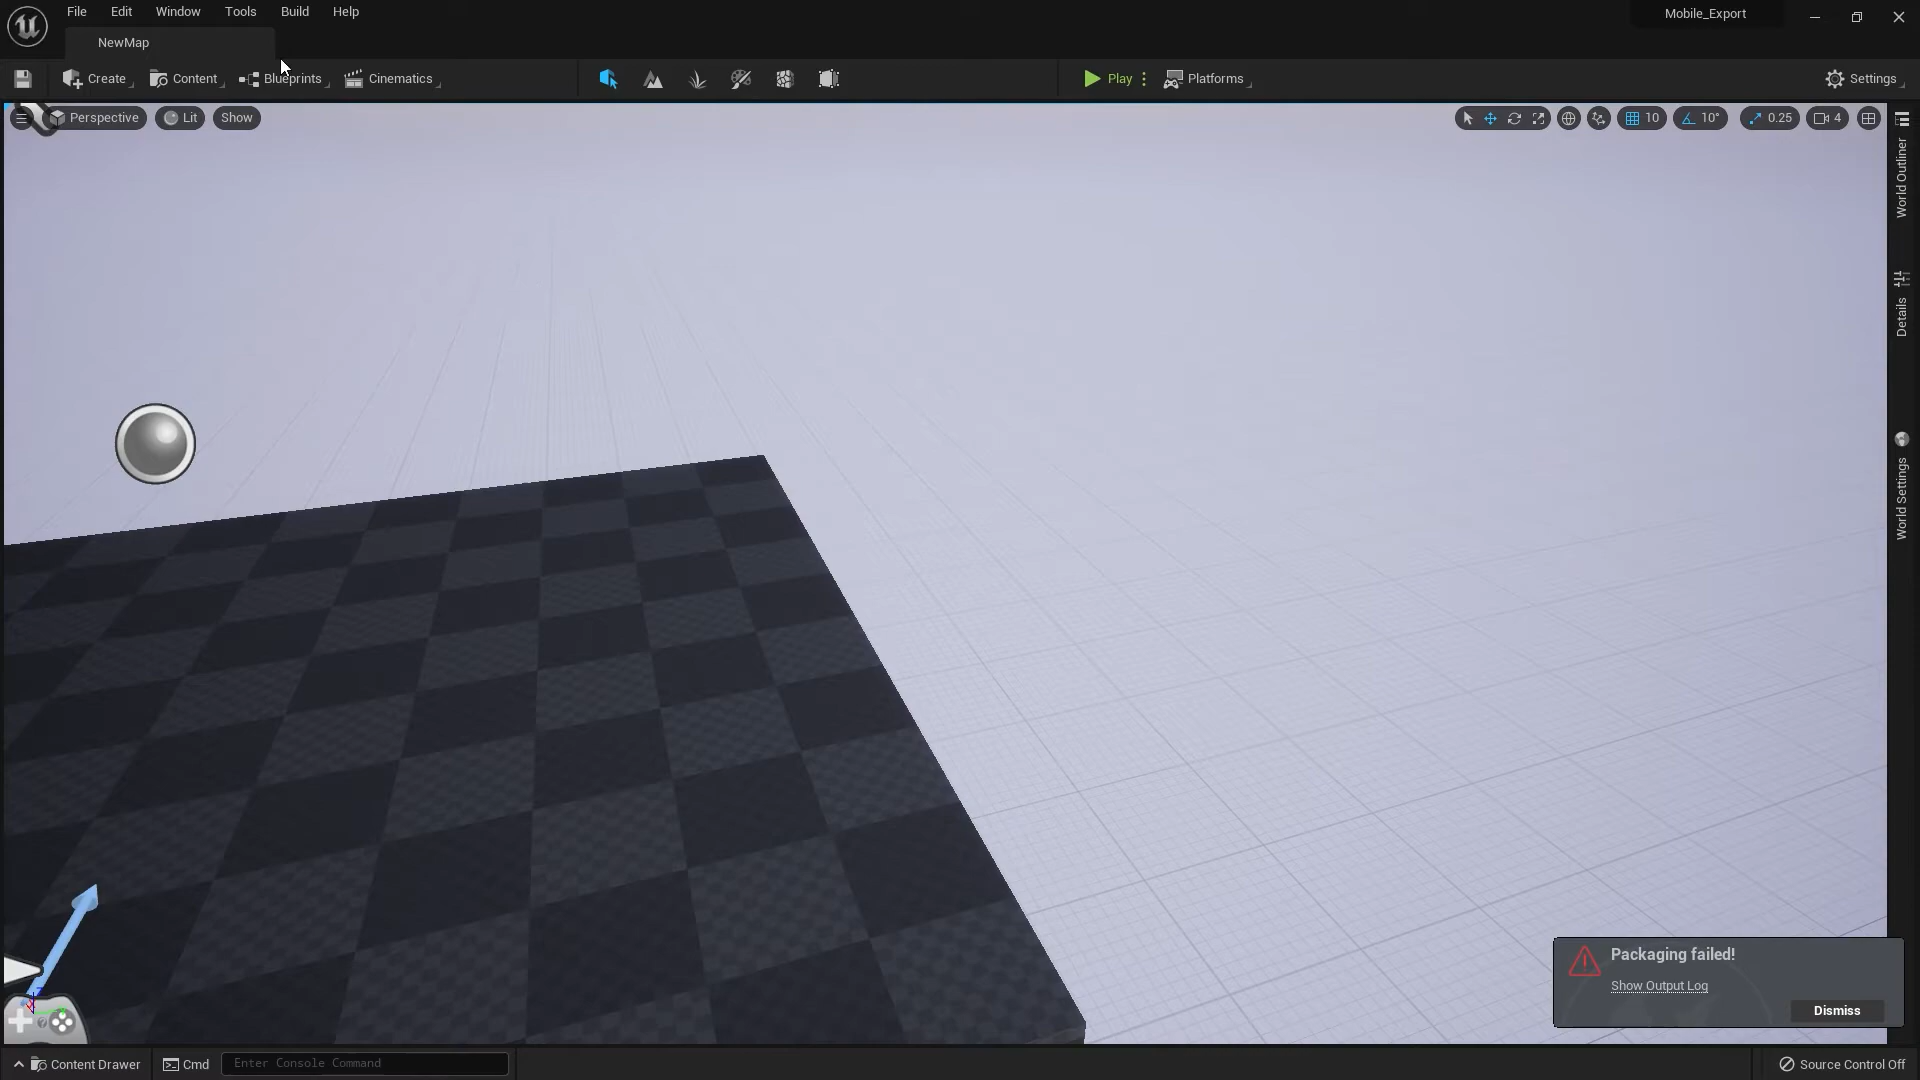 File Edit Window Tools Build Help
Mobile_Export
NewMap
Create Content Blueprints Cinematics Play Platforms Settings
Perspective Lit Show 10 10° 0.25 4
World Outliner
Details
World Settings
Packaging failed!
Show Output Log
Dismiss
Content Drawer Cmd Enter Console Command Source Control Off